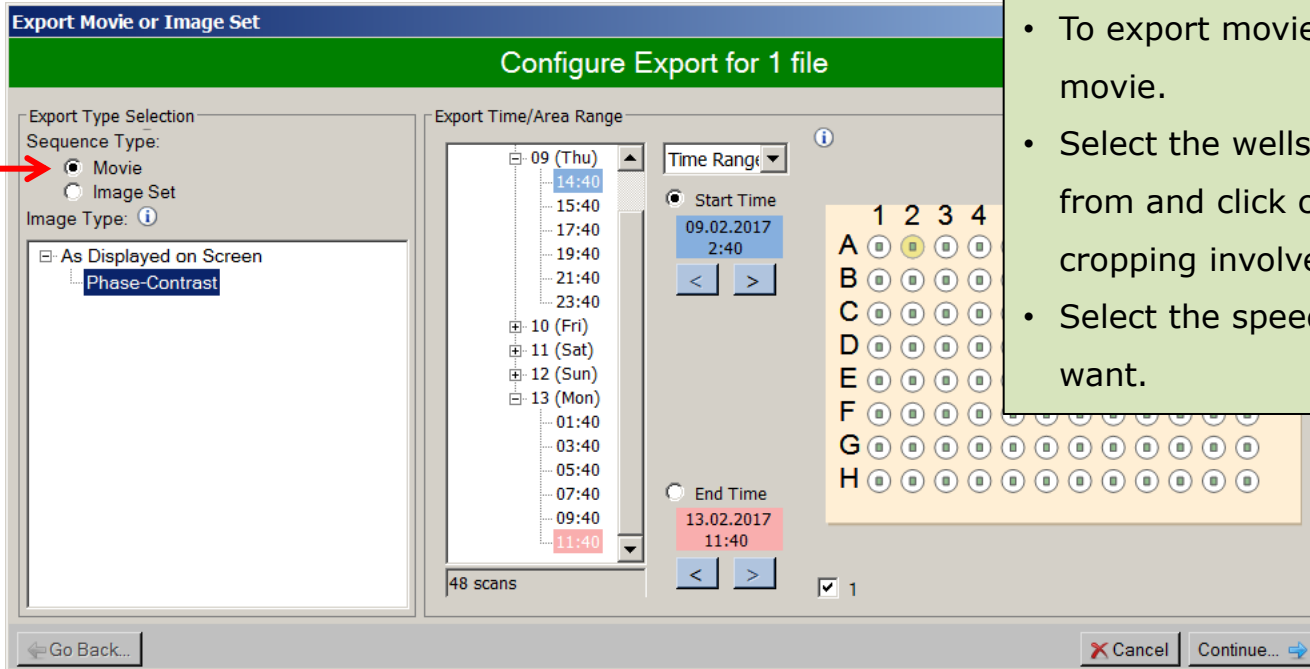 Export Movie or Image Set
Configure Export for 1 file
Export Type Selection
Sequence Type:
Movie
Image Set
Image Type:
As Displayed on Screen
Phase-Contrast
Export Time/Area Range
09 (Thu)
14:40
15:40
17:40
19:40
21:40
23:40
10 (Fri)
11 (Sat)
12 (Sun)
13 (Mon)
01:40
03:40
05:40
07:40
09:40
11:40
48 scans
Time Range
Start Time
09.02.2017
2:40
< >
End Time
13.02.2017
11:40
< >
1 2 3 4
A
B
C
D
E
F
G
H
1
• To export movie
movie.
• Select the wells
from and click
cropping
• Select the
want.
Go Back...
Cancel
Continue...